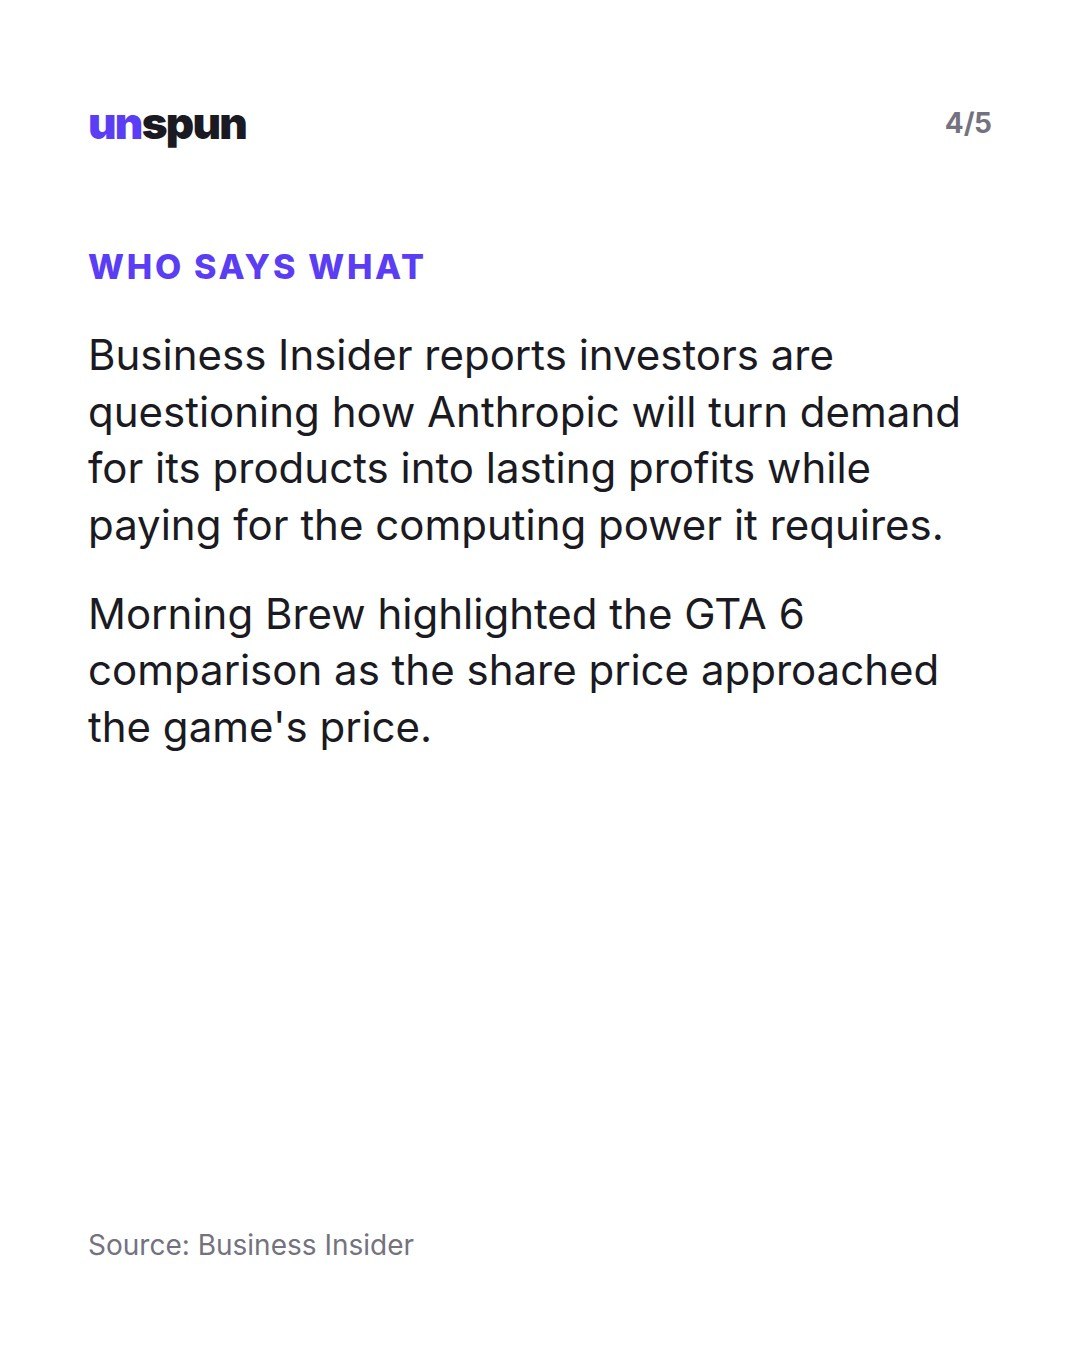 unspun
4/5
WHO SAYS WHAT
Business Insider reports investors are
questioning how Anthropic will turn demand
for its products into lasting profits while
paying for the computing power it requires.
Morning Brew highlighted the GTA 6
comparison as the share price approached
the game's price.
Source: Business Insider